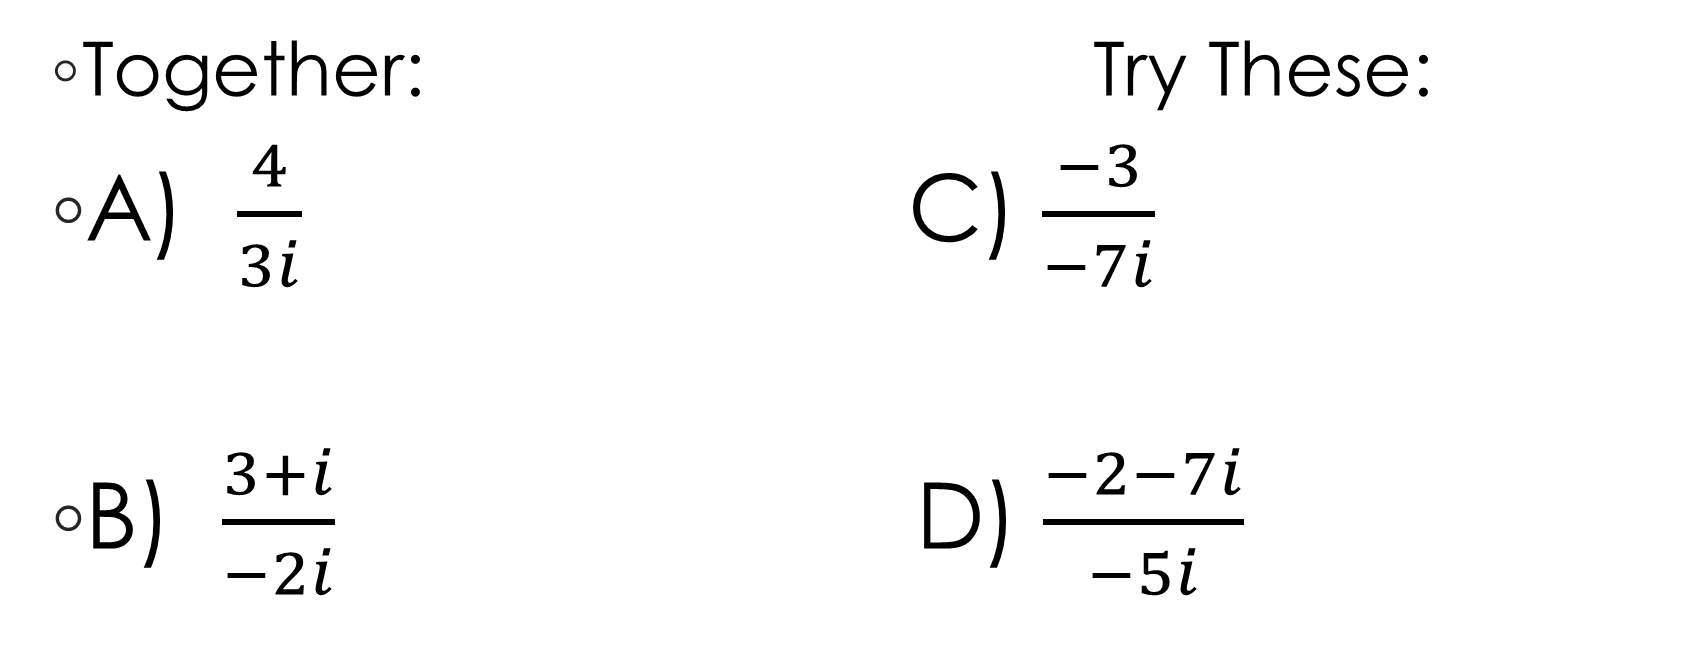 ◦Together:
◦A) 4/3i
◦B) 3+i/−2i
Try These:
C) −3/−7i
D) −2−7i/−5i